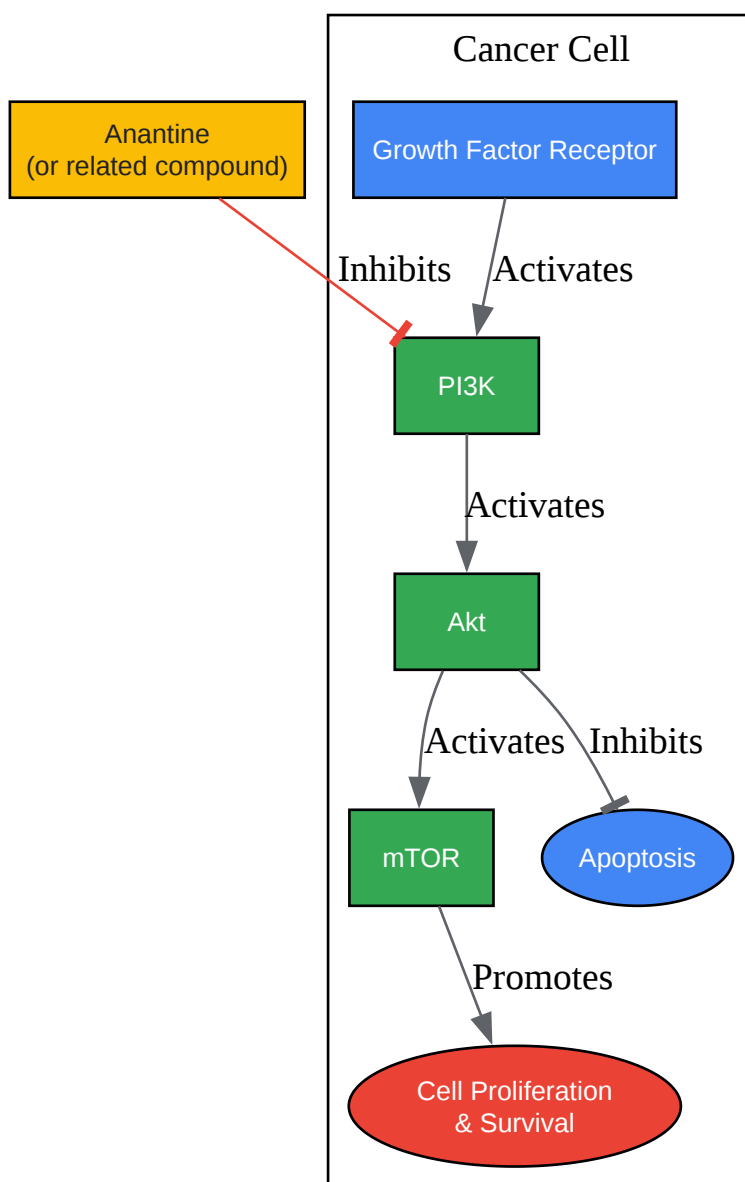 Cancer Cell
Anantine
(or related compound)
Growth Factor Receptor
Inhibits
Activates
PI3K
Activates
Akt
Activates
Inhibits
mTOR
Apoptosis
Promotes
Cell Proliferation
& Survival